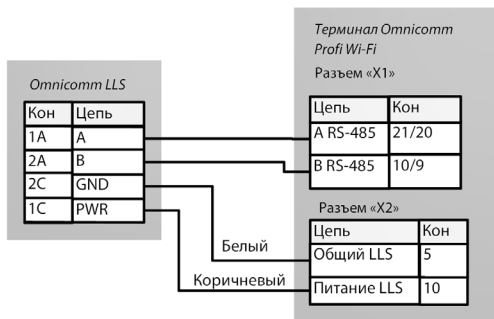 Omnicomm LLS
Кон Цепь
1A A
2A B
2C GND
1C PWR
Терминал Omnicomm
Profi Wi-Fi
Разъем «X1»
Цепь Кон
A RS-485 21/20
B RS-485 10/9
Разъем «X2»
Цепь Кон
Общий LLS 5
Питание LLS 10
Белый
Коричневый